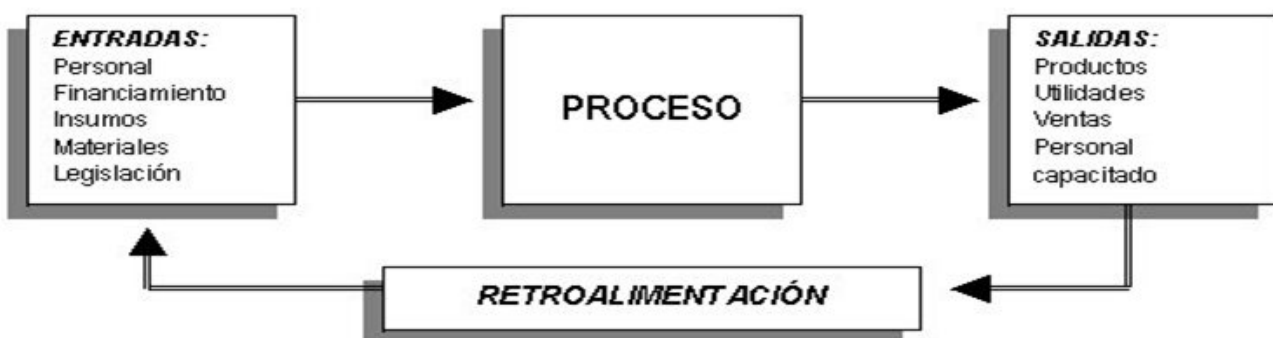 ENTRADAS:
Personal
Financiamiento
Insumos
Materiales
Legislación
PROCESO
SALIDAS:
Productos
Utilidades
Ventas
Personal
capacitado
RETROALIMENTACIÓN